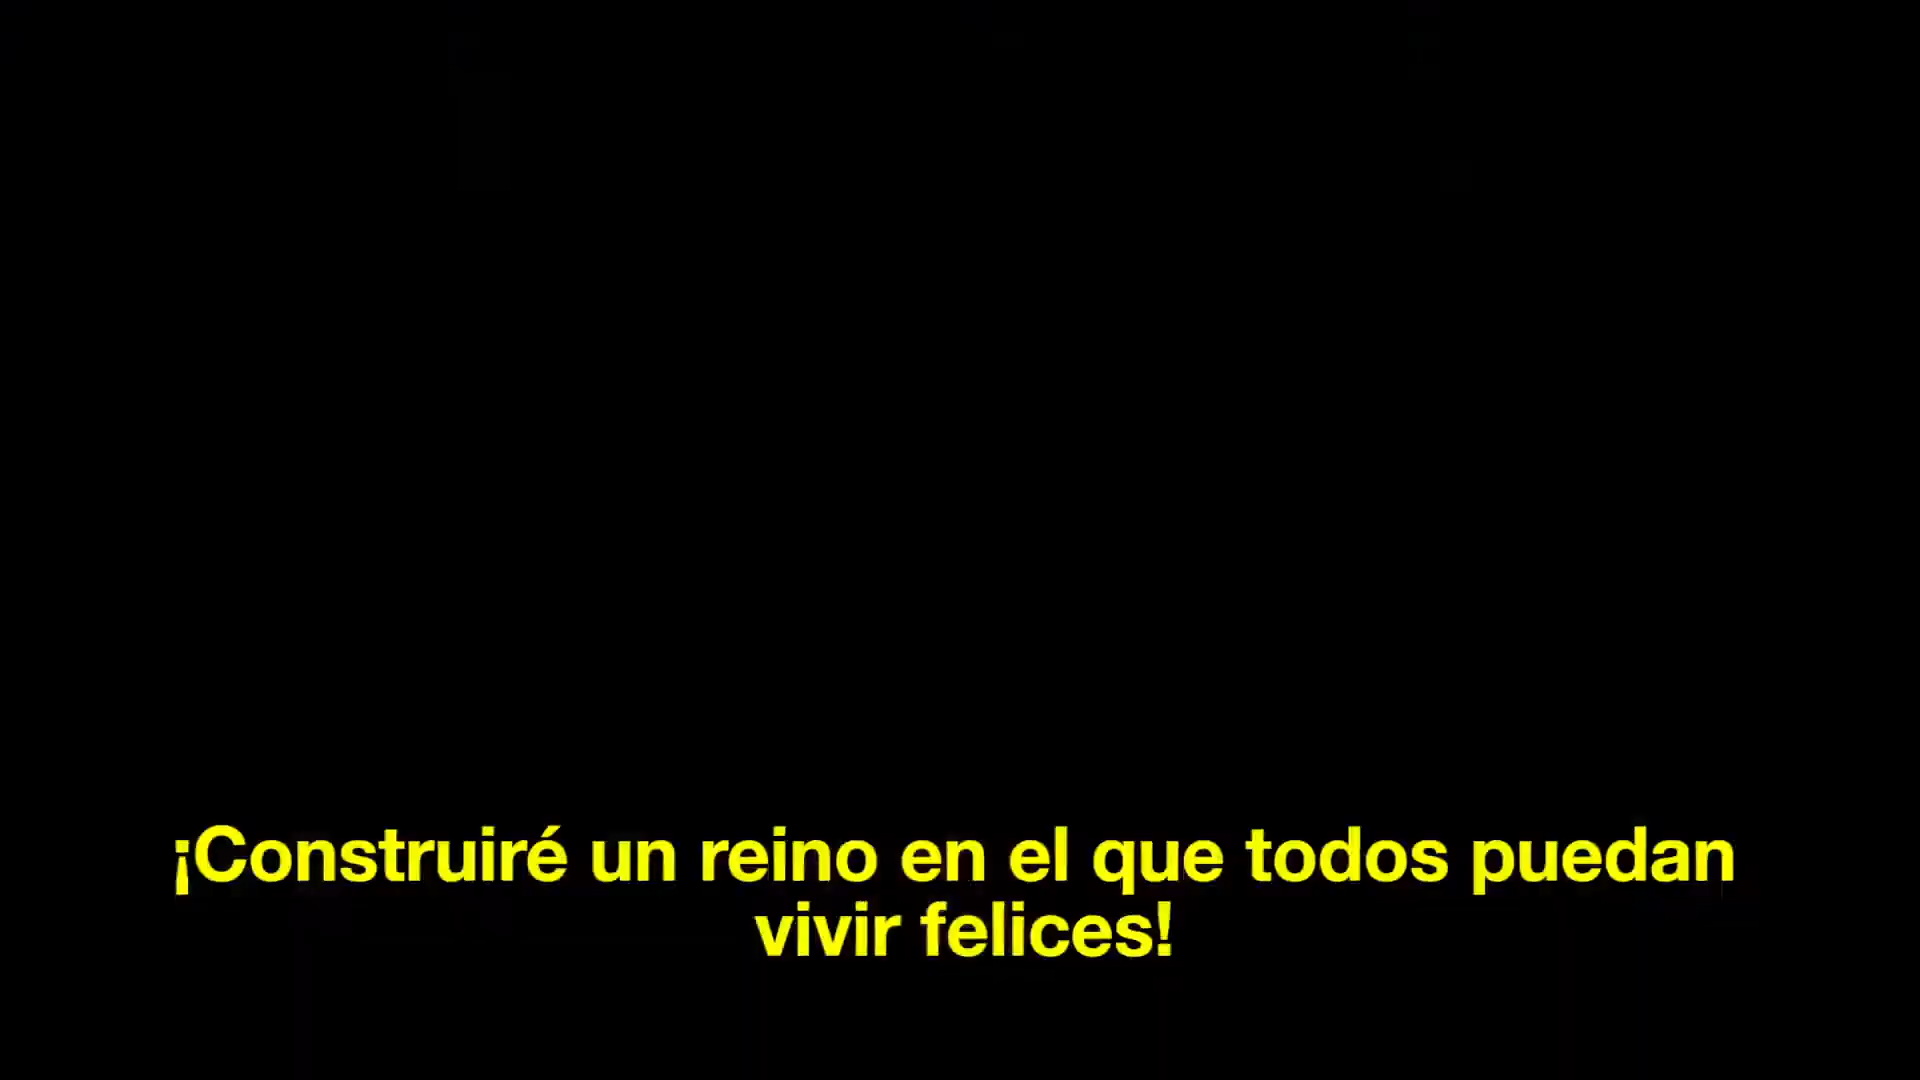 ¡Construiré un reino en el que todos puedan
vivir felices!